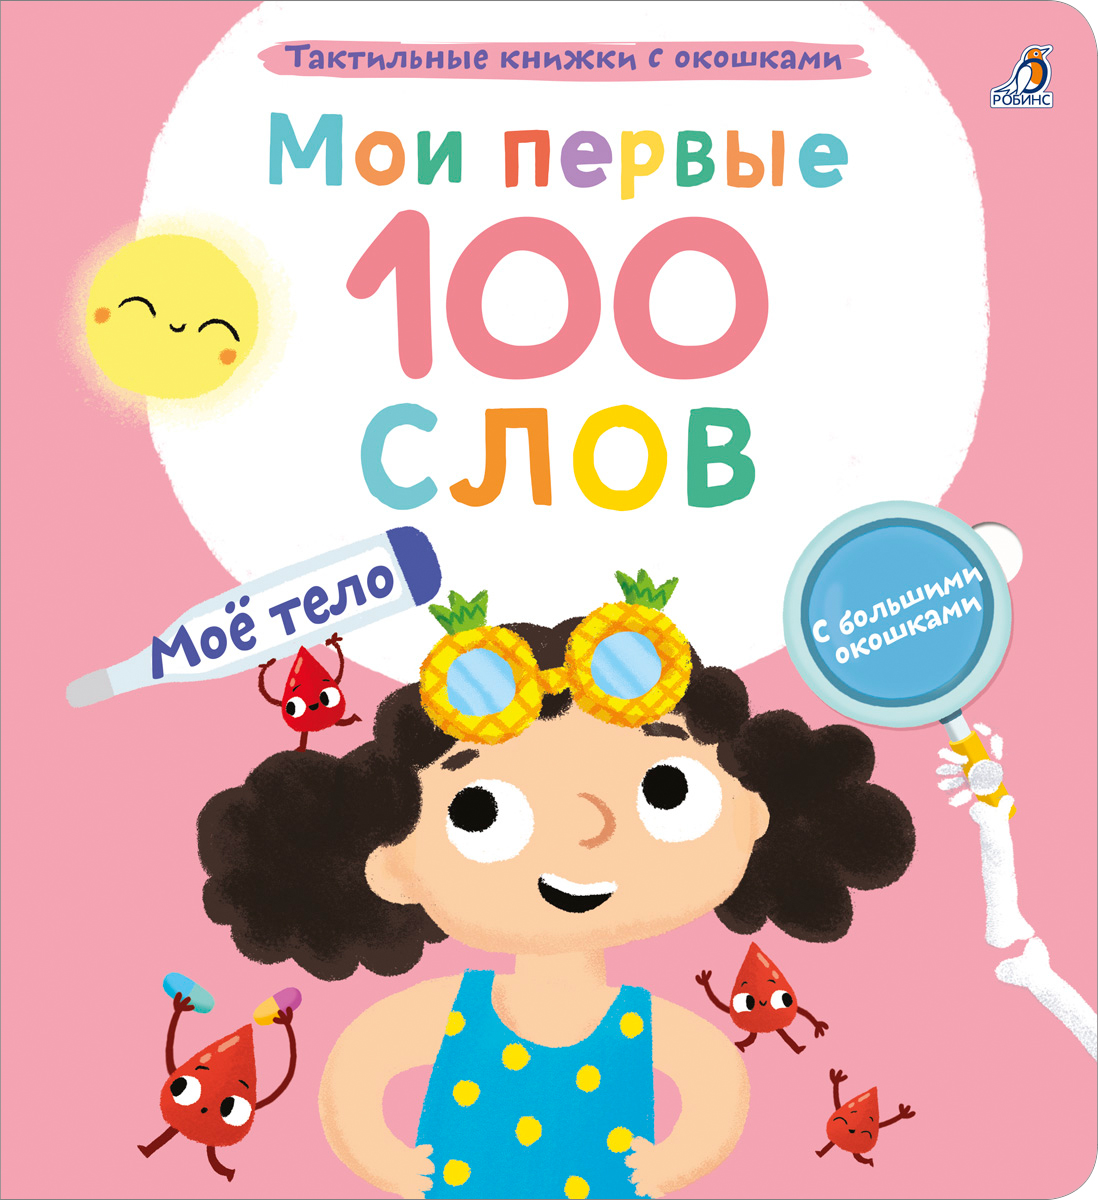 Тактильные книжки с окошками
РОБИНС
Мои первые
100
слов
Моё тело
С большими
окошками